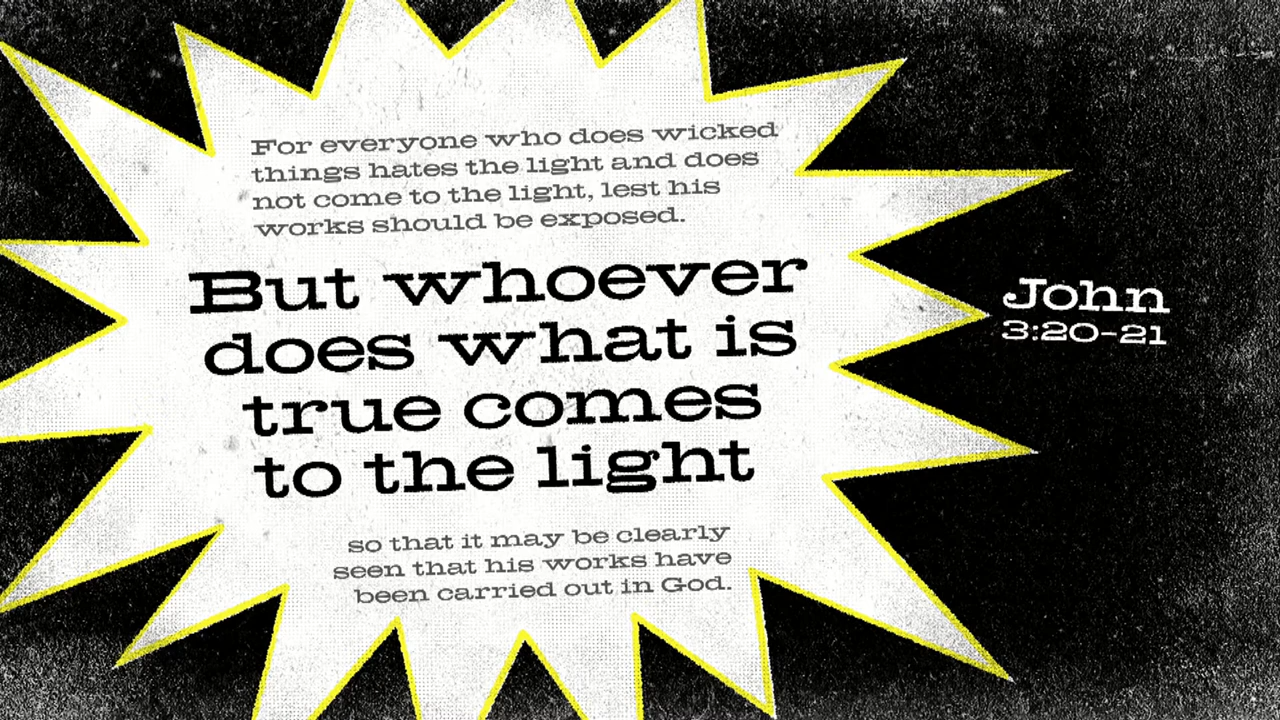 For everyone who does wicked
things hates the light and does
not come to the light, lest his
works should be exposed.
But whoever
does what is
true comes
to the light
so that it may be clearly
seen that his works have
been carried out in God.
John
3:20-21